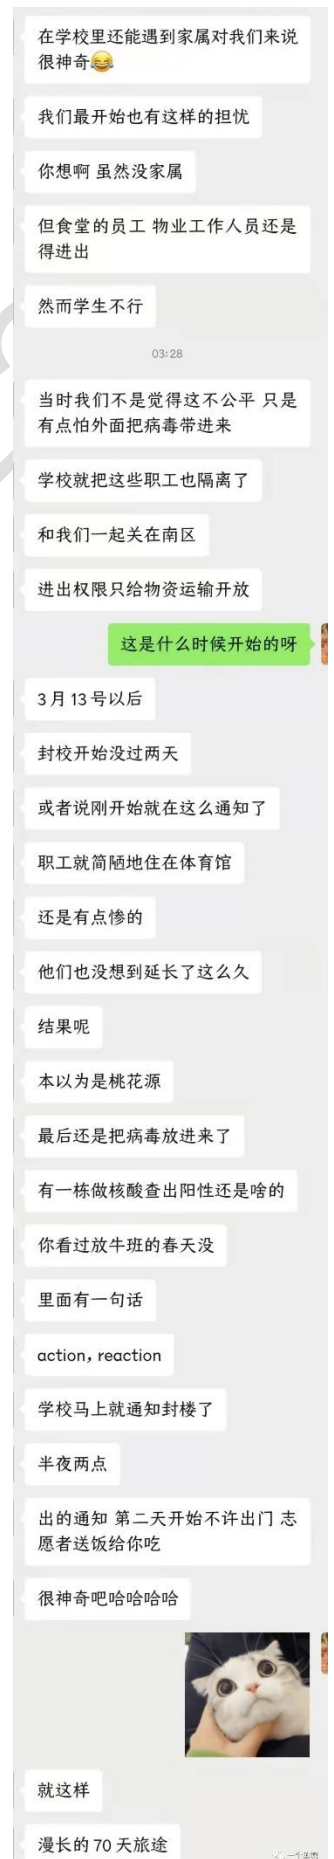 在学校里还能遇到家属对我们来说
很神奇😂
我们最开始也有这样的担忧
你想啊 虽然没家属
但食堂的员工 物业工作人员还是
得进出
然而学生不行
03:28
当时我们不是觉得这不公平 只是
有点怕外面把病毒带进来
学校就把这些职工也隔离了
和我们一起关在南区
进出权限只给物资运输开放
这是什么时候开始的呀
3月13号以后
封校开始没过两天
或者说刚开始就在这么通知了
职工就简陋地住在体育馆
还是有点惨的
他们也没想到延长了这么久
结果呢
本以为是桃花源
最后还是把病毒放进来了
有一栋做核酸查出阳性还是啥的
你看过放牛班的春天没
里面有一句话
action, reaction
学校马上就通知封楼了
半夜两点
出的通知 第二天开始不许出门 志
愿者送饭给你吃
很神奇吧哈哈哈哈
就这样
漫长的70天旅途